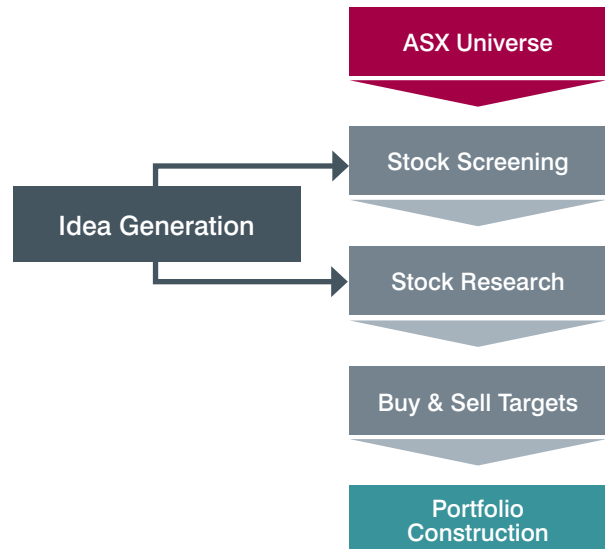 ASX Universe
Stock Screening
Idea Generation
Stock Research
Buy & Sell Targets
Portfolio
Construction